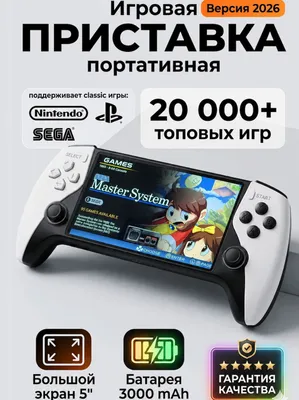 Игровая Версия 2026
ПРИСТАВКА
портативная
поддерживает classic игры:
Nintendo
SEGA
20 000+
топовых игр
SELECT
START
GAMES
Master System
Большой
экран 5"
Батарея
3000 mAh
ГАРАНТИЯ
КАЧЕСТВА